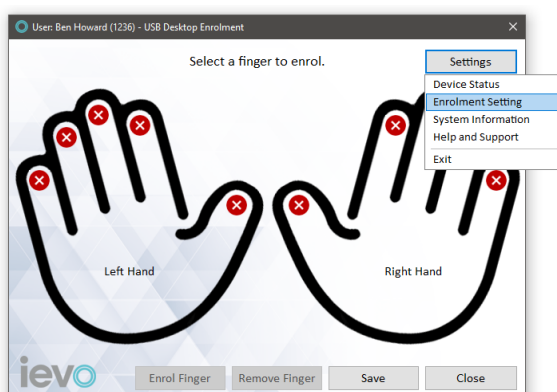 User: Ben Howard (1236) - USB Desktop Enrolment
Select a finger to enrol.
Settings
Device Status
Enrolment Setting
System Information
Help and Support
Exit
Left Hand
Right Hand
ievo
Enrol Finger
Remove Finger
Save
Close